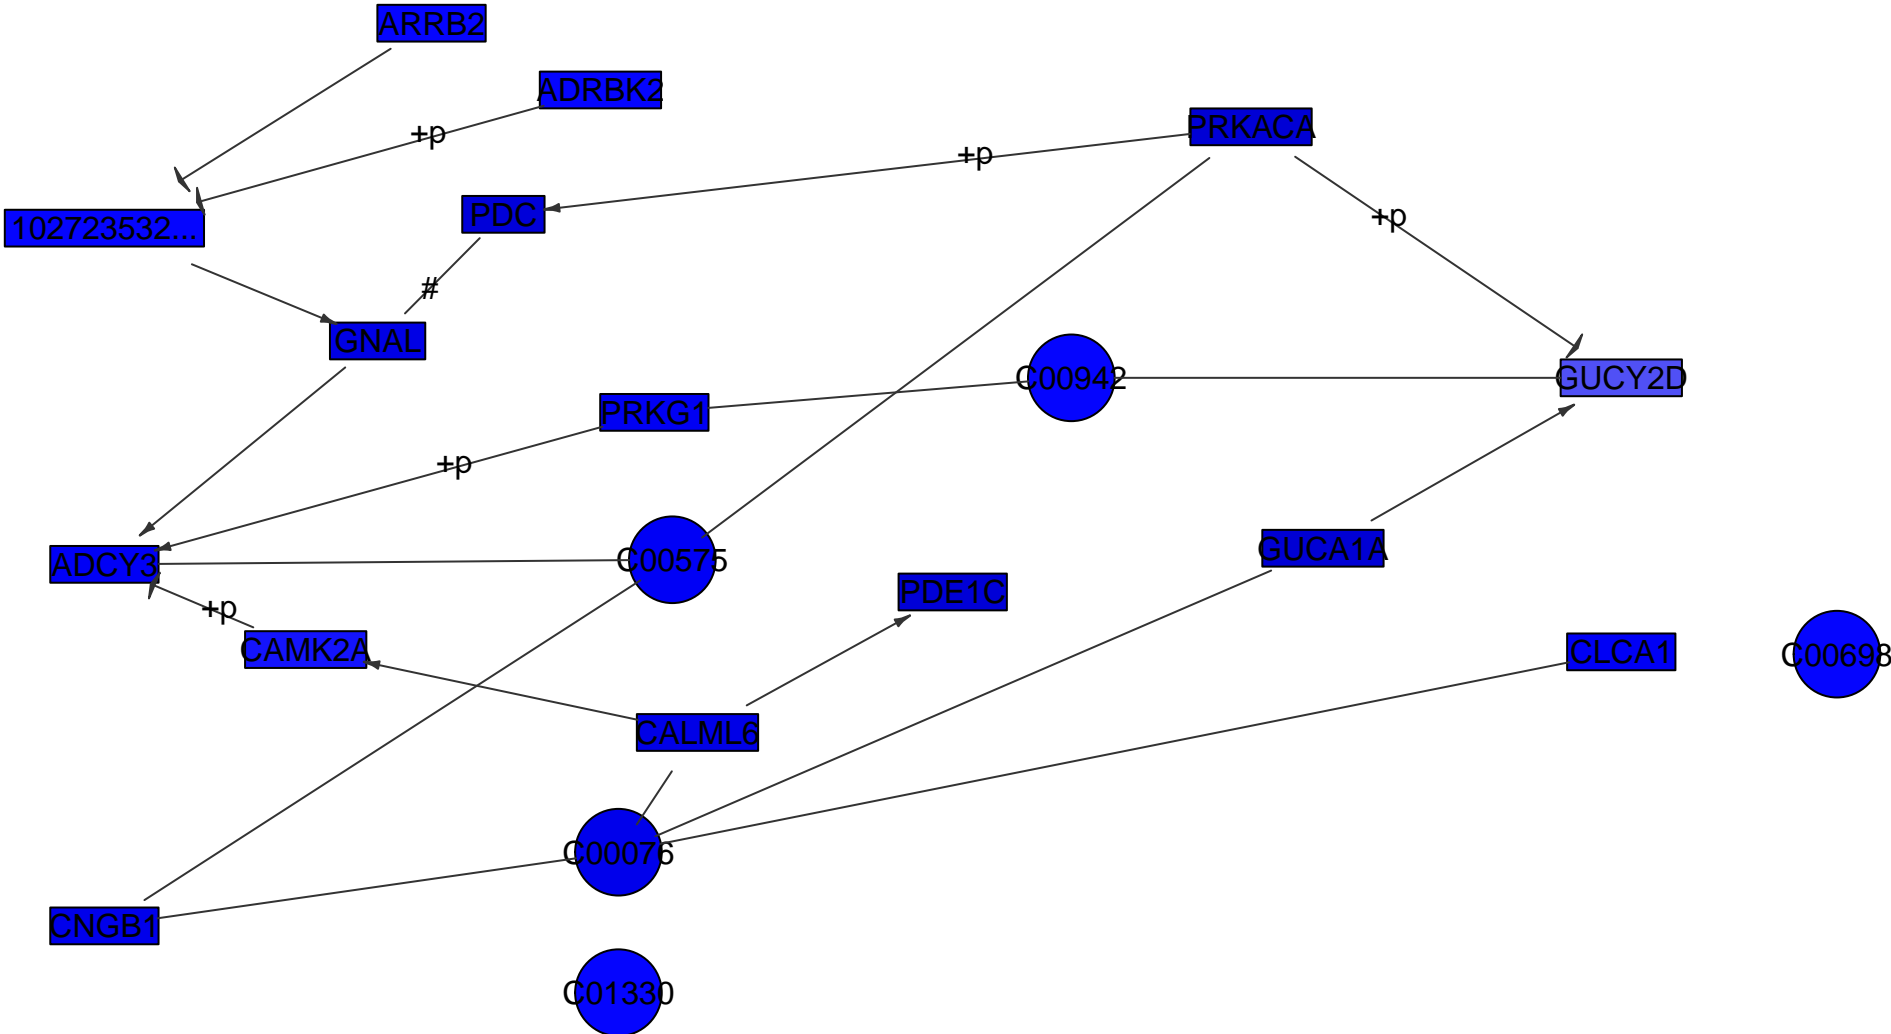 ARRB2
ADRBK2
+p
PRKACA
+p
102723532...
PDC
+p
#
GNAL
C00942
GUCY2D
PRKG1
+p
ADCY3
C00575
GUCA1A
PDE1C
+p
CAMK2A
CLCA1
C00698
CALML6
C00076
CNGB1
C01330